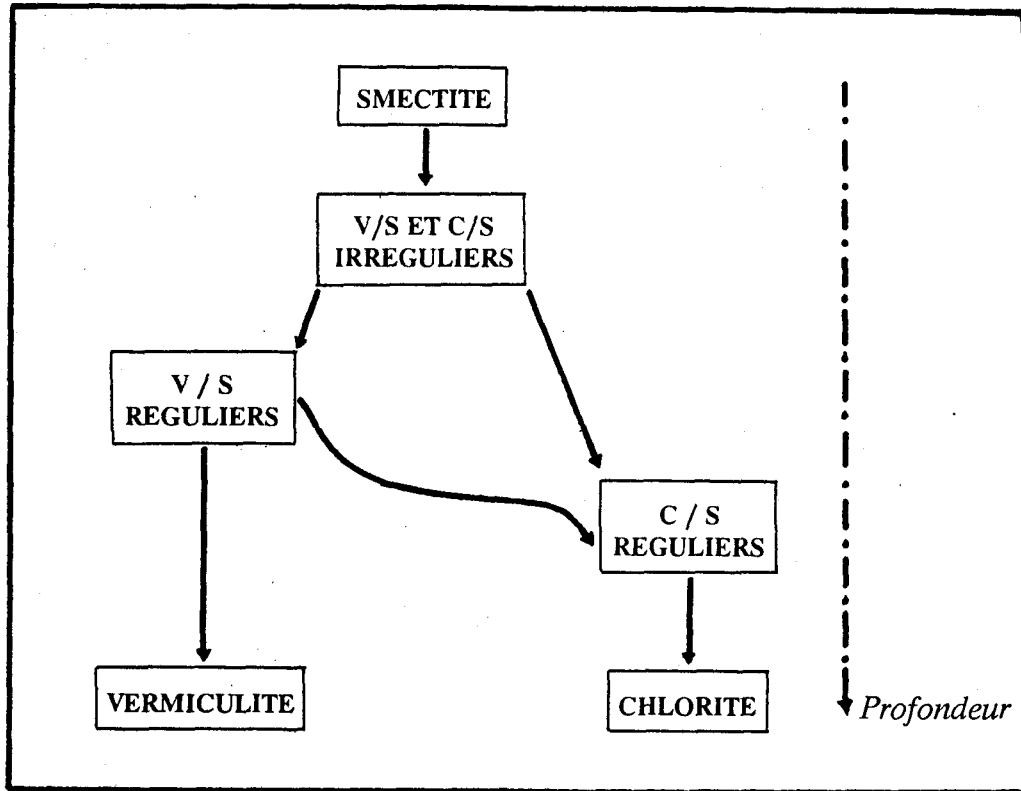 SMECTITE
V/S ET C/S
IRREGULIERS
V / S
REGULIERS
C / S
REGULIERS
VERMICULITE
CHLORITE
Profondeur